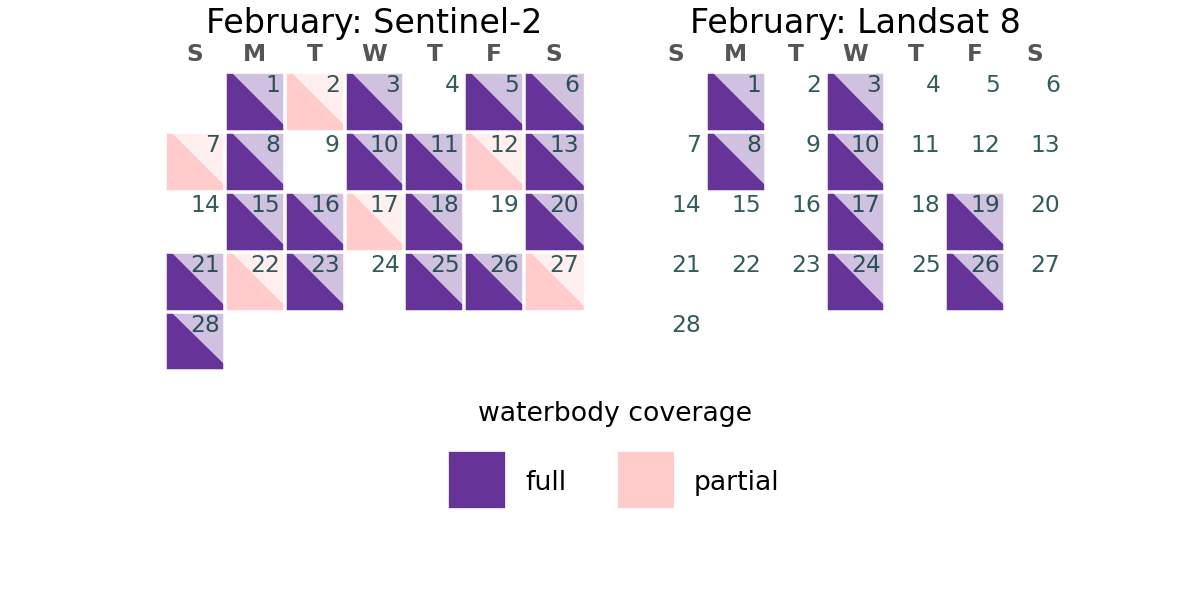 February: Sentinel-2
S M T W T F S
1 2 3 4 5 6
7 8 9 10 11 12 13
14 15 16 17 18 19 20
21 22 23 24 25 26 27
28
February: Landsat 8
S M T W T F S
1 2 3 4 5 6
7 8 9 10 11 12 13
14 15 16 17 18 19 20
21 22 23 24 25 26 27
28
waterbody coverage
full partial